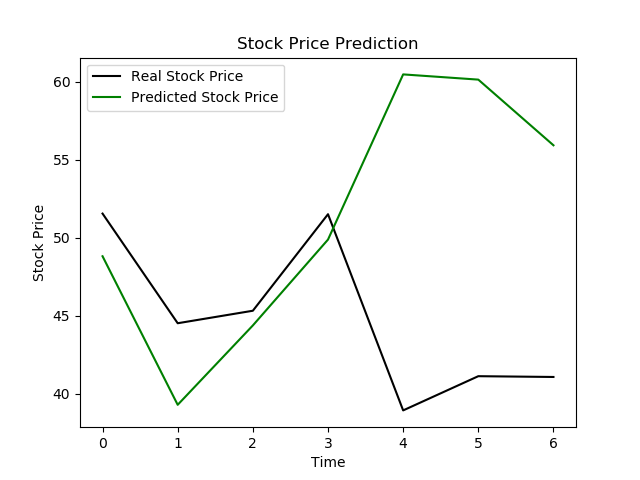 Stock Price Prediction
Real Stock Price
Predicted Stock Price
60
55
50
45
40
Stock Price
0 1 2 3 4 5 6
Time